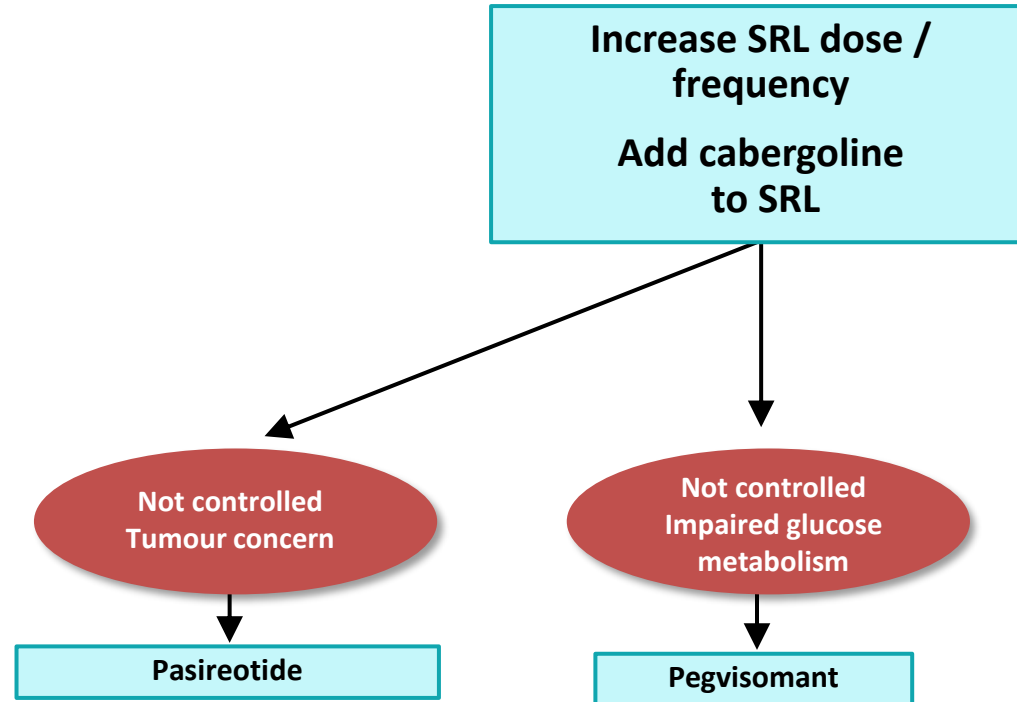 Increase SRL dose /
frequency
Add cabergoline
to SRL
Not controlled
Tumour concern
Not controlled
Impaired glucose
metabolism
Pasireotide
Pegvisomant